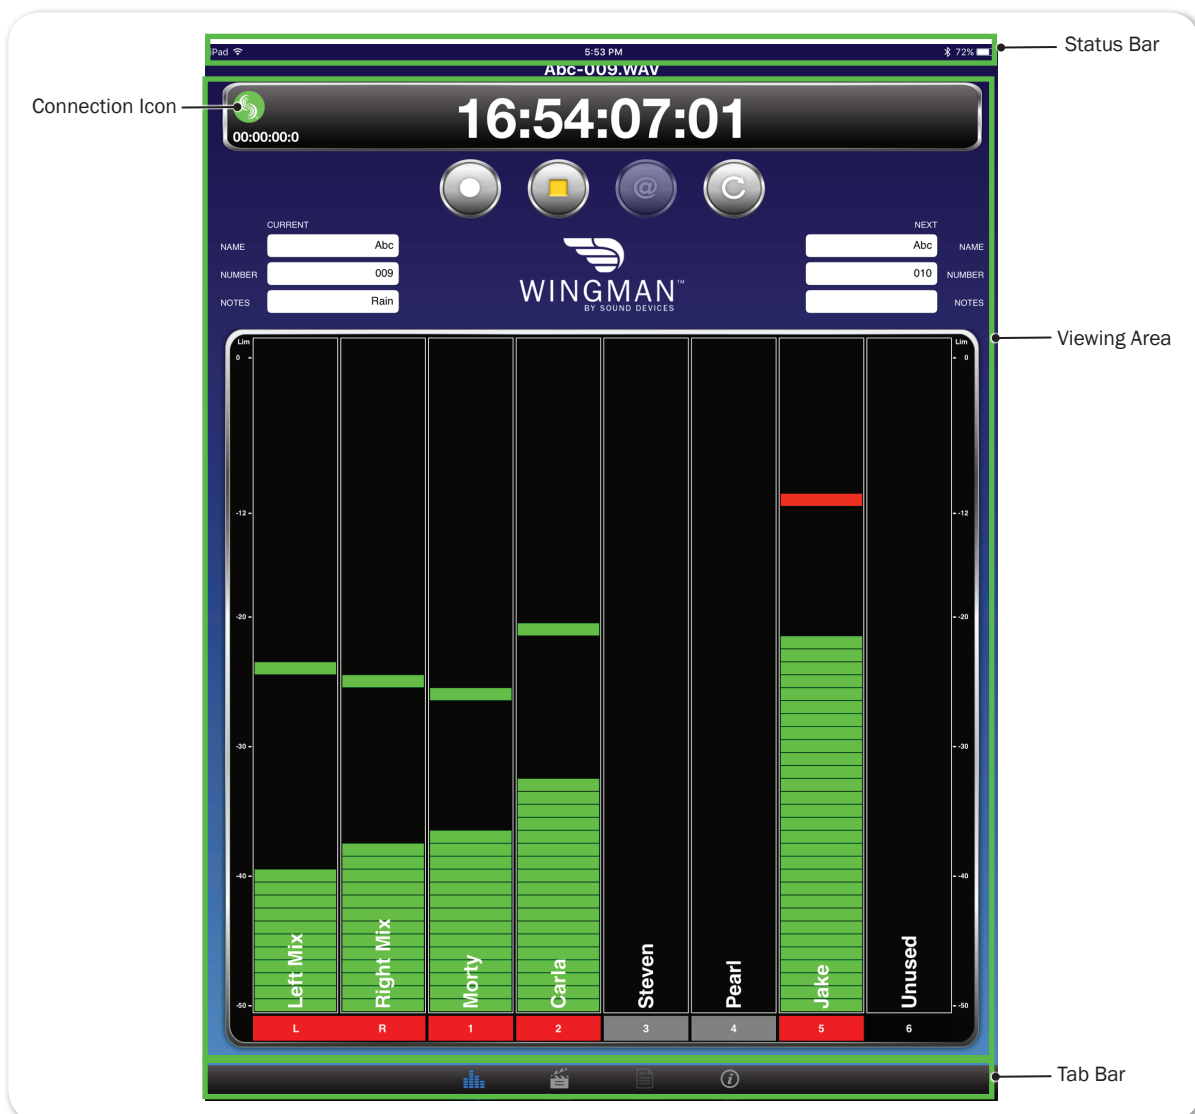 iPad 5:53 PM 72%
Status Bar
Abc-009.WAV
Connection Icon
16:54:07:01
00:00:00:0
@
CURRENT NEXT
NAME Abc Abc NAME
NUMBER 009 010 NUMBER
NOTES Rain NOTES
WINGMAN™
BY SOUND DEVICES
Viewing Area
Lim Lim
0 - - 0
-12 - - -12
-20 - - -20
-30 - - -30
-40 - - -40
-50 - - -50
Left Mix
Right Mix
Morty
Carla
Steven
Pearl
Jake
Unused
L R 1 2 3 4 5 6
i
Tab Bar